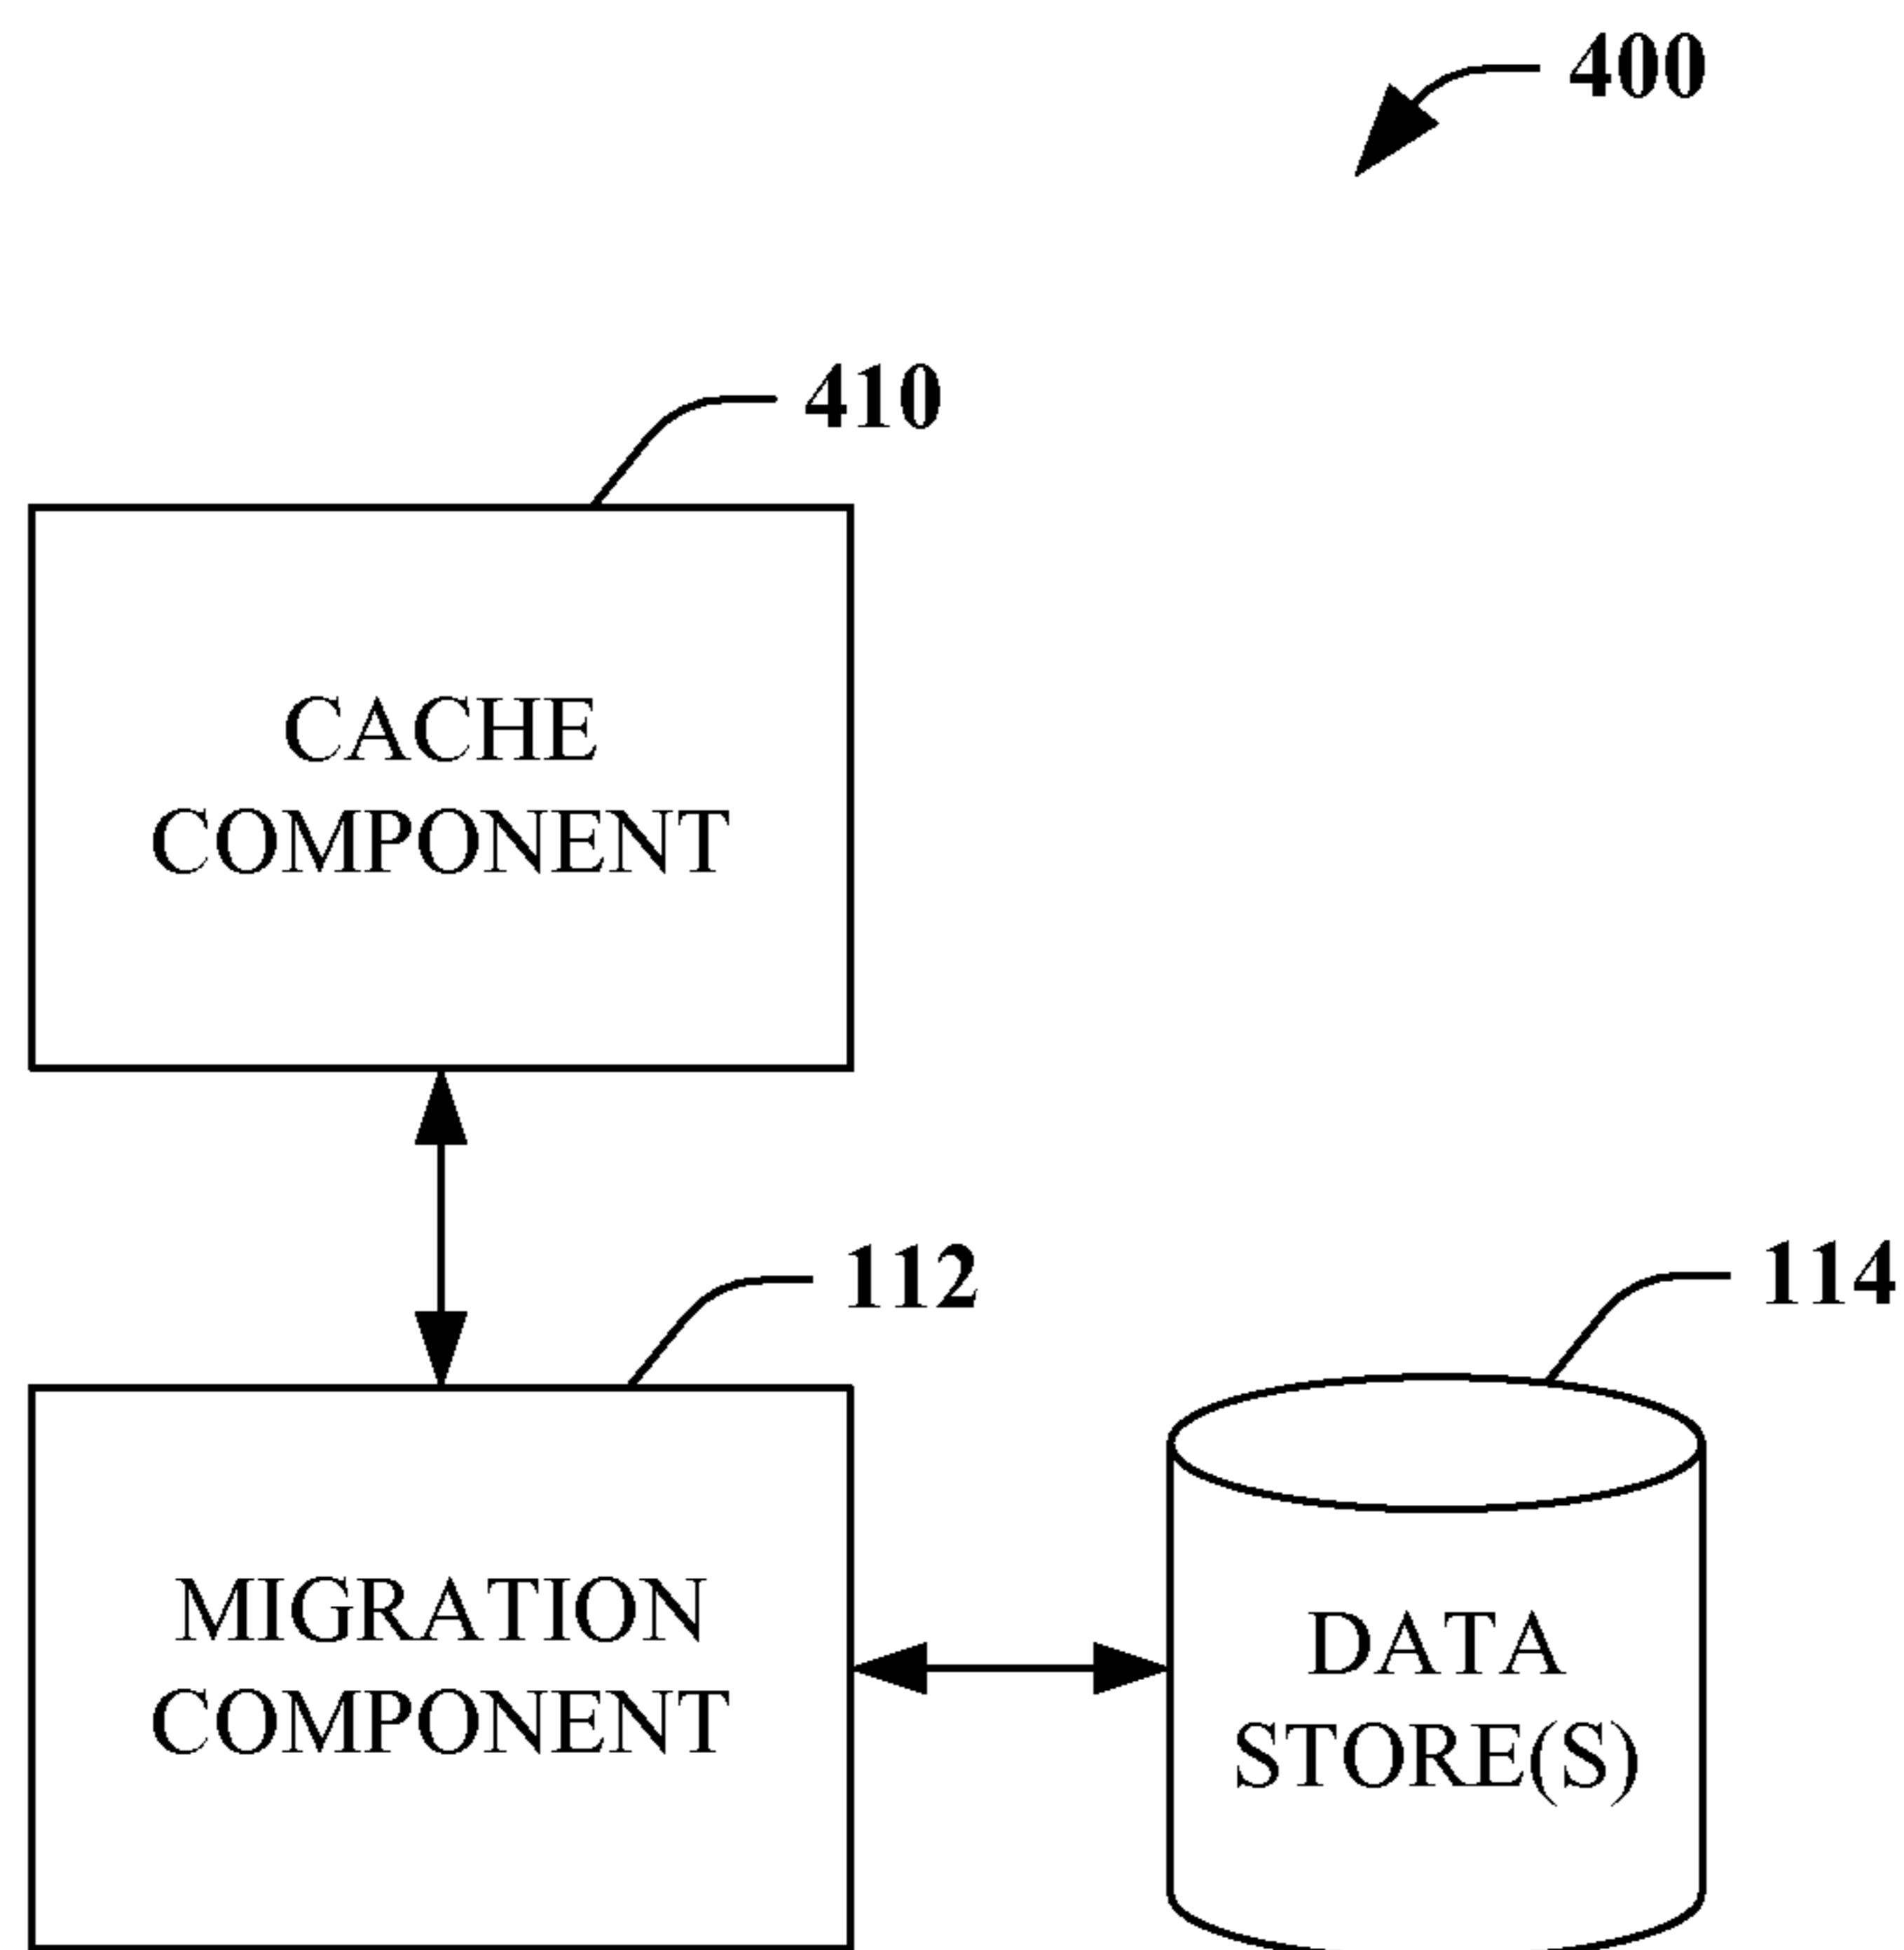 400
410
CACHE
COMPONENT
112
114
MIGRATION
COMPONENT
DATA
STORE(S)